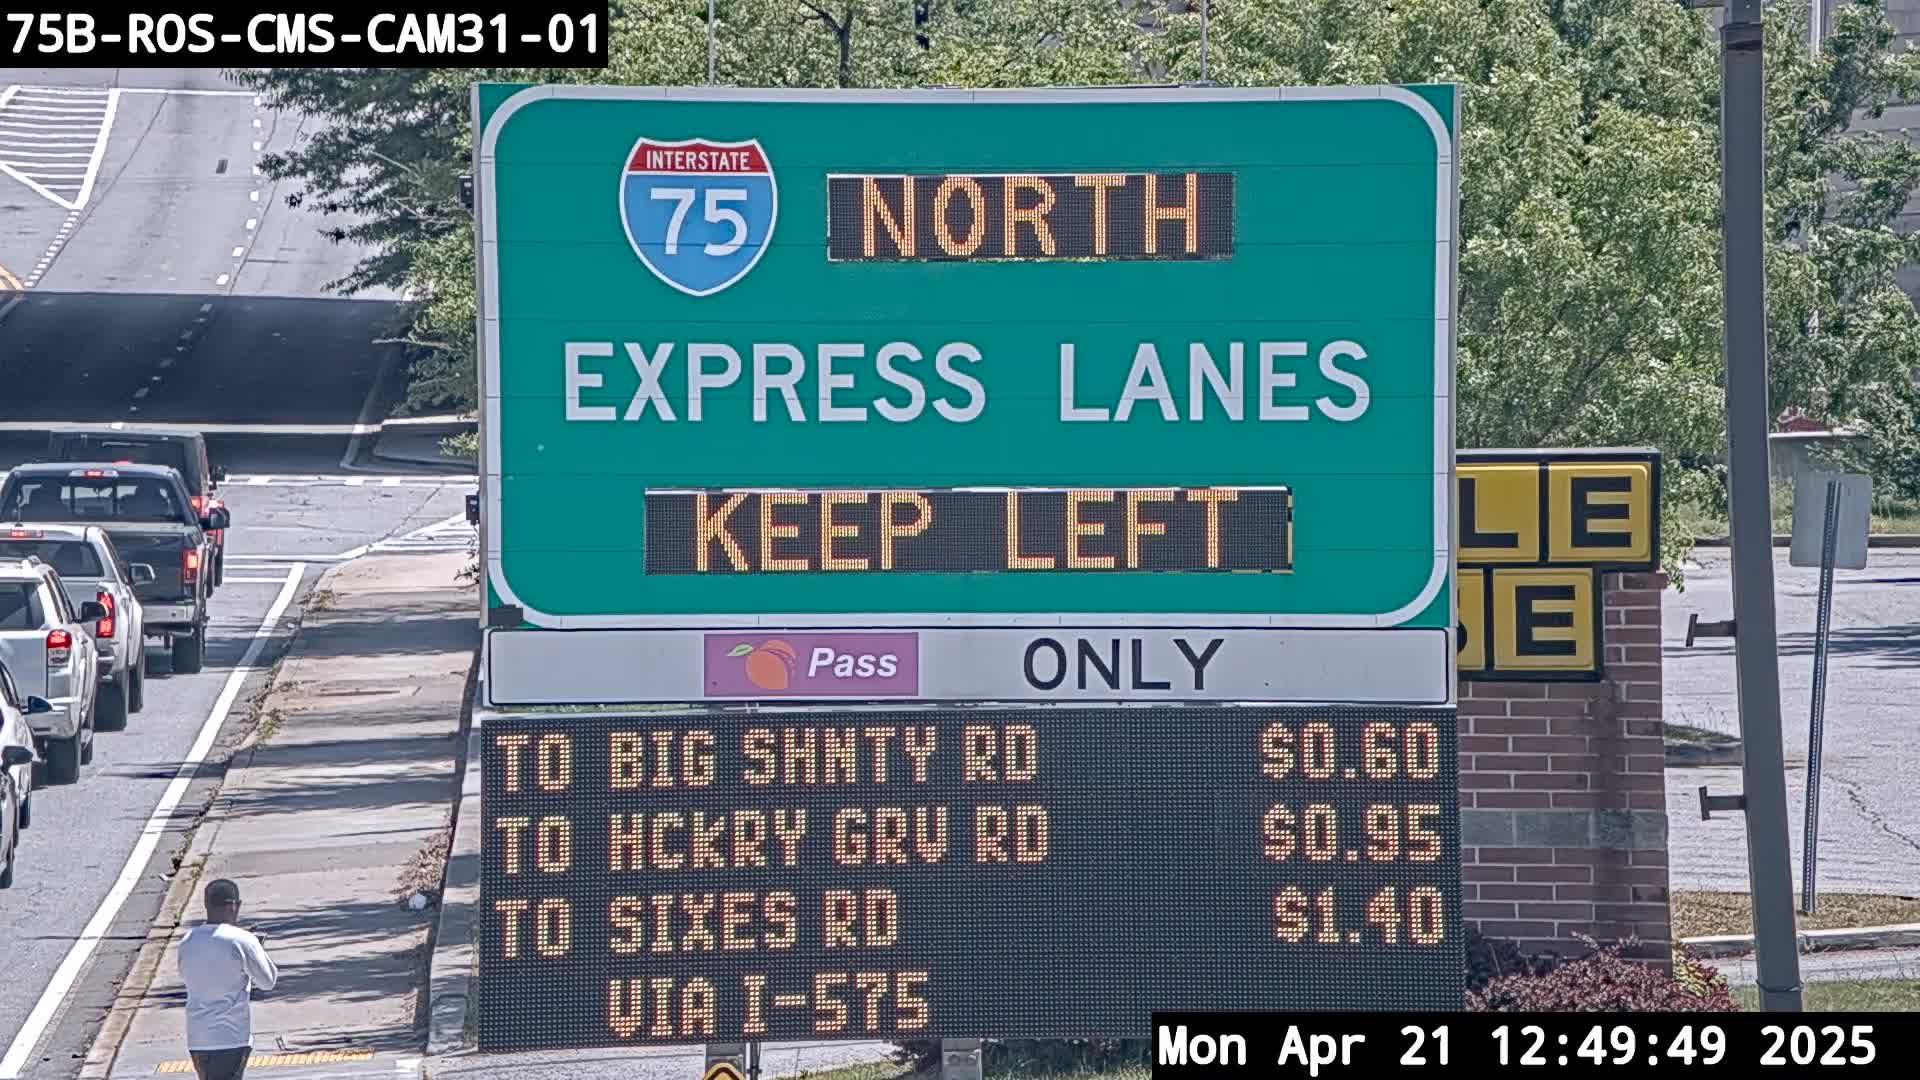 75B-ROS-CMS-CAM31-01
INTERSTATE
75
NORTH
EXPRESS LANES
KEEP LEFT
LE
E
Pass ONLY
TO BIG SHNTY RD $0.60
TO HCKRY GRV RD $0.95
TO SIXES RD $1.40
VIA I-575
Mon Apr 21 12:49:49 2025